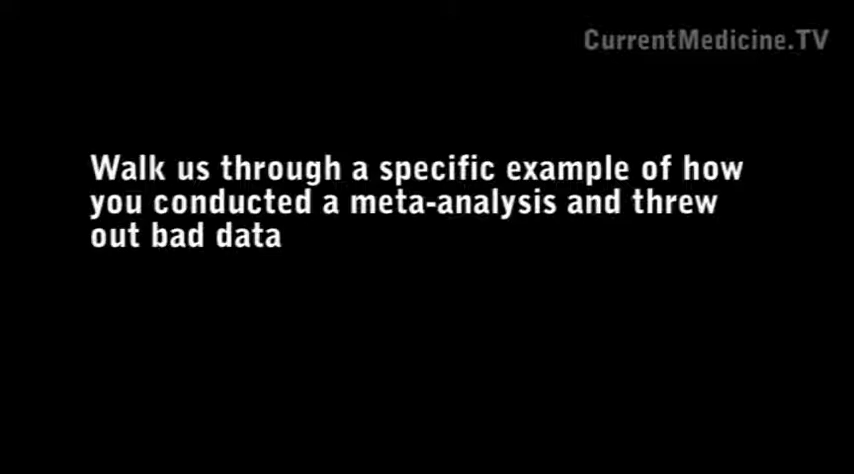 CurrentMedicine.TV
Walk us through a specific example of how
you conducted a meta-analysis and threw
out bad data